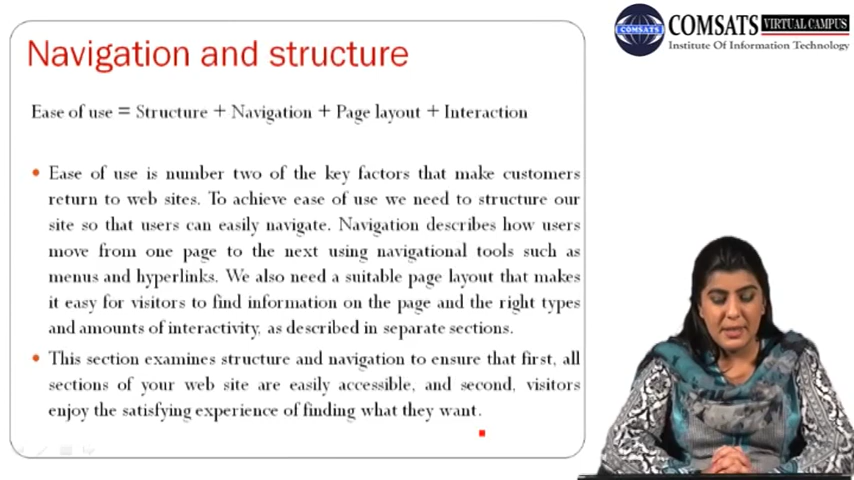 Navigation and structure
COMSATS VIRTUAL CAMPUS
Institute Of Information Technology
COMSATS
Ease of use = Structure + Navigation + Page layout + Interaction
• Ease of use is number two of the key factors that make customers
return to web sites. To achieve ease of use we need to structure our
site so that users can easily navigate. Navigation describes how users
move from one page to the next using navigational tools such as
menus and hyperlinks. We also need a suitable page layout that makes
it easy for visitors to find information on the page and the right types
and amounts of interactivity, as described in separate sections.
• This section examines structure and navigation to ensure that first, all
sections of your web site are easily accessible, and second, visitors
enjoy the satisfying experience of finding what they want.